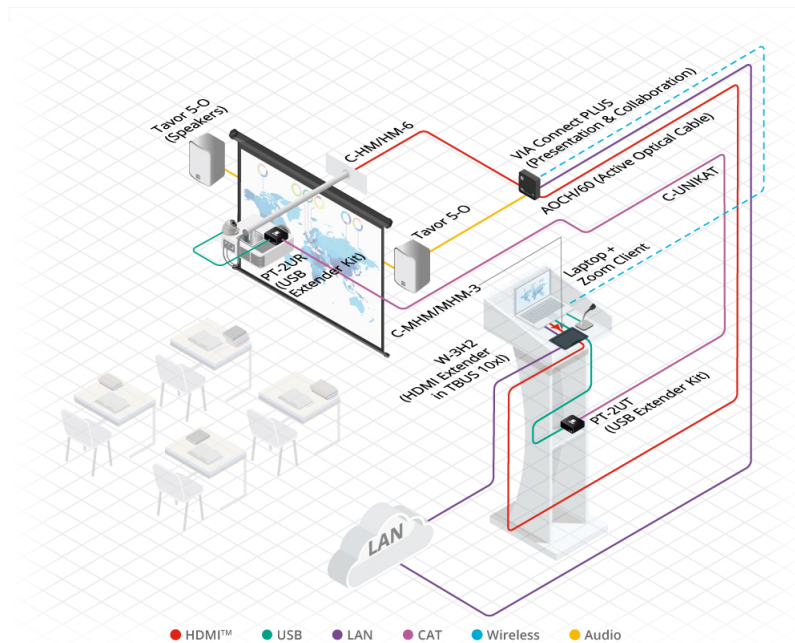 Tavor 5-O
(Speakers)
C-HM/HM-6
VIA Connect PLUS
(Presentation & Collaboration)
AOCH/60 (Active Optical Cable)
C-UNIKAT
Tavor 5-O
PT-2UR
(USB
Extender Kit)
C-MHM/MHM-3
Laptop +
Zoom Client
W-3H2
(HDMI Extender
in TBUS 10xl)
PT-2UT
(USB Extender Kit)
LAN
HDMI™
USB
LAN
CAT
Wireless
Audio